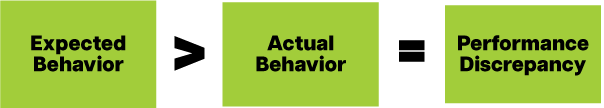 Expected
Behavior
>
Actual
Behavior
=
Performance
Discrepancy